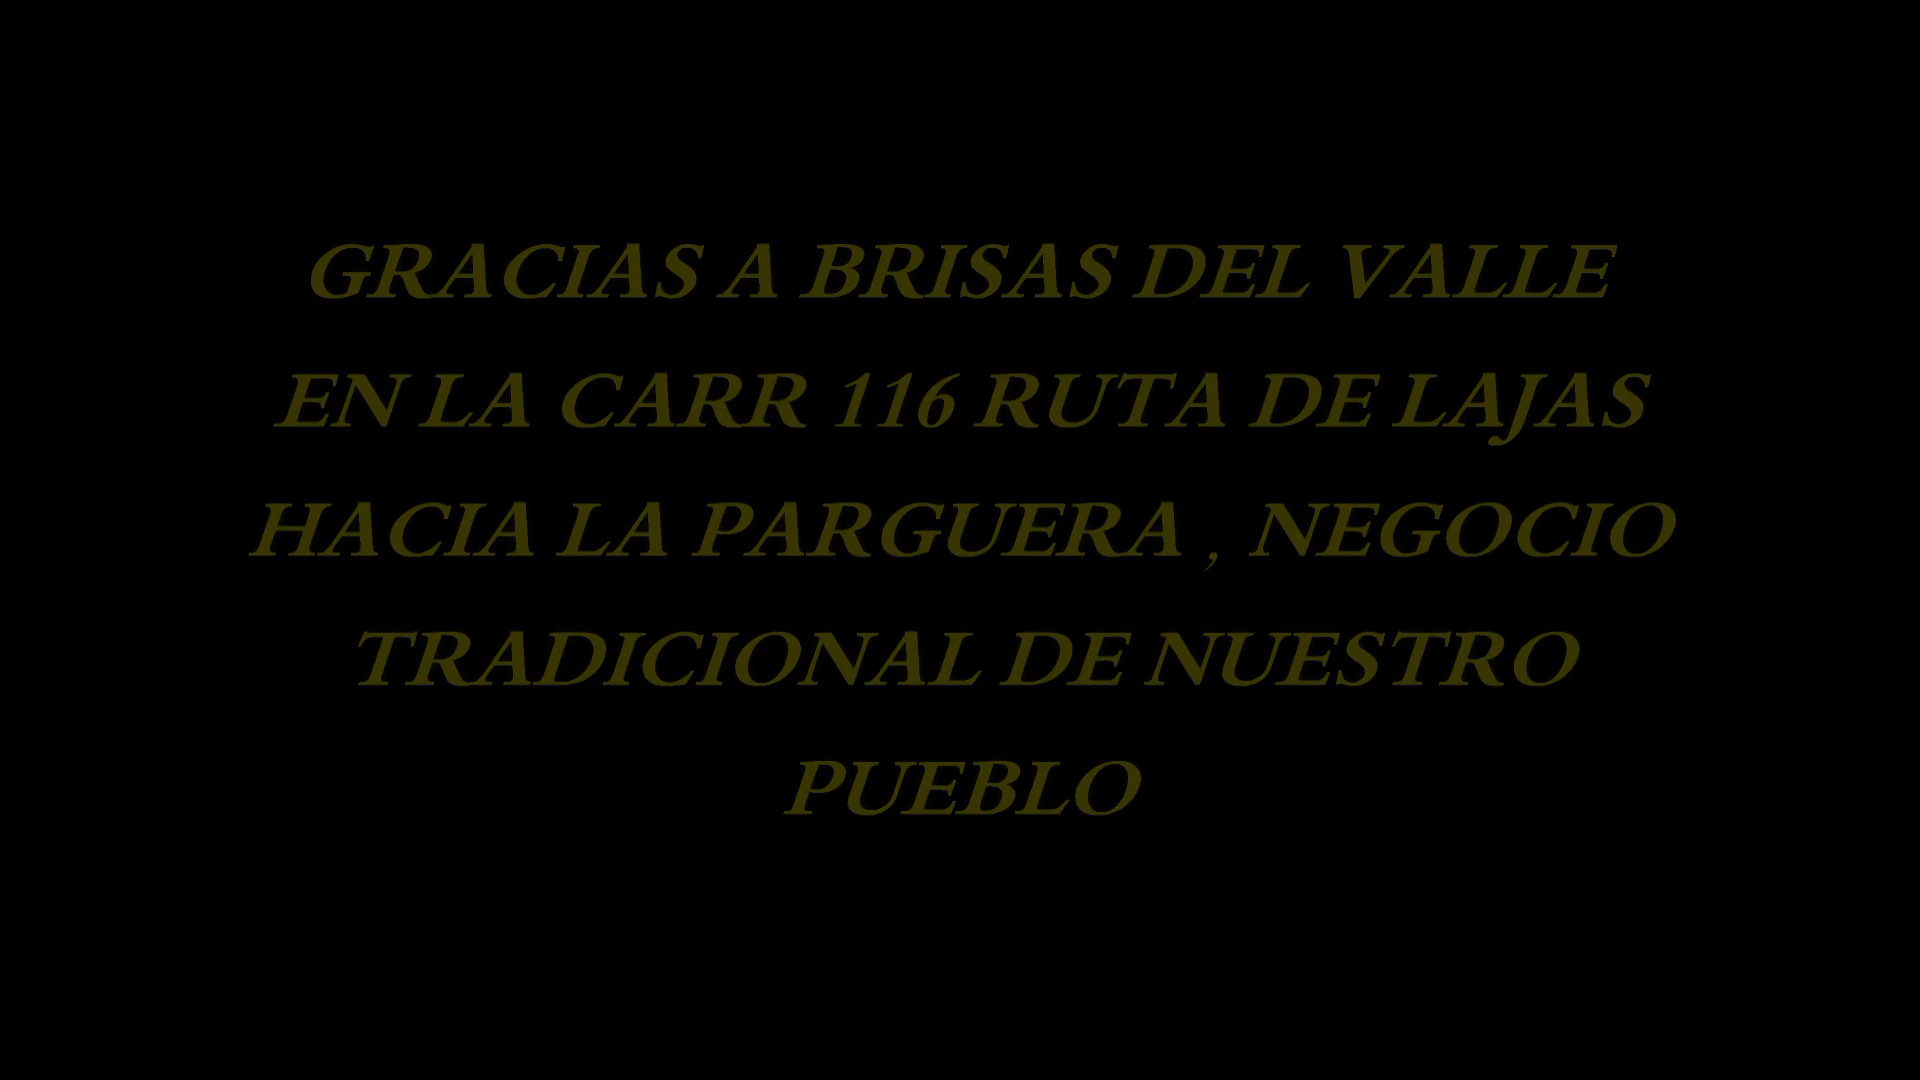 GRACIAS A BRISAS DEL VALLE
EN LA CARR 116 RUTA DE LAJAS
HACIA LA PARGUERA , NEGOCIO
TRADICIONAL DE NUESTRO
PUEBLO